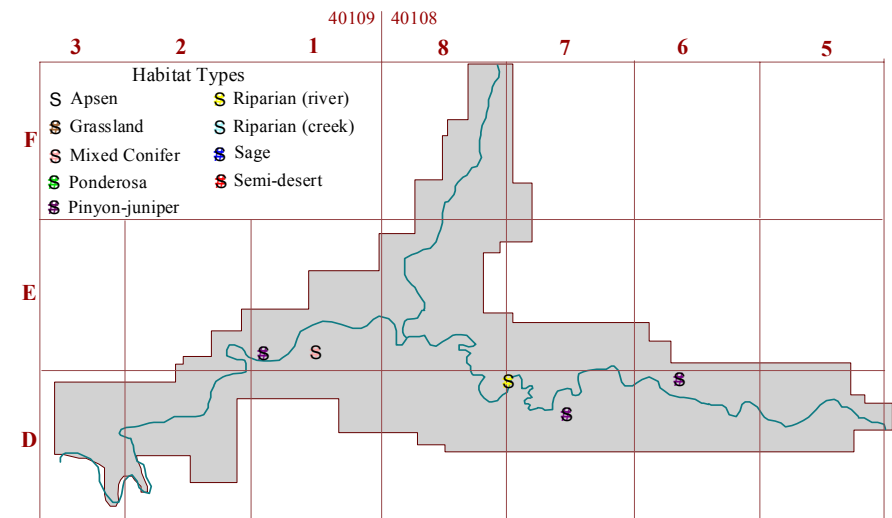 40109 40108
3 2 1 8 7 6 5
Habitat Types
S Apsen S Riparian (river)
S Grassland S Riparian (creek)
S Mixed Conifer S Sage
S Ponderosa S Semi-desert
S Pinyon-juniper
F
E
S S
S S
D S